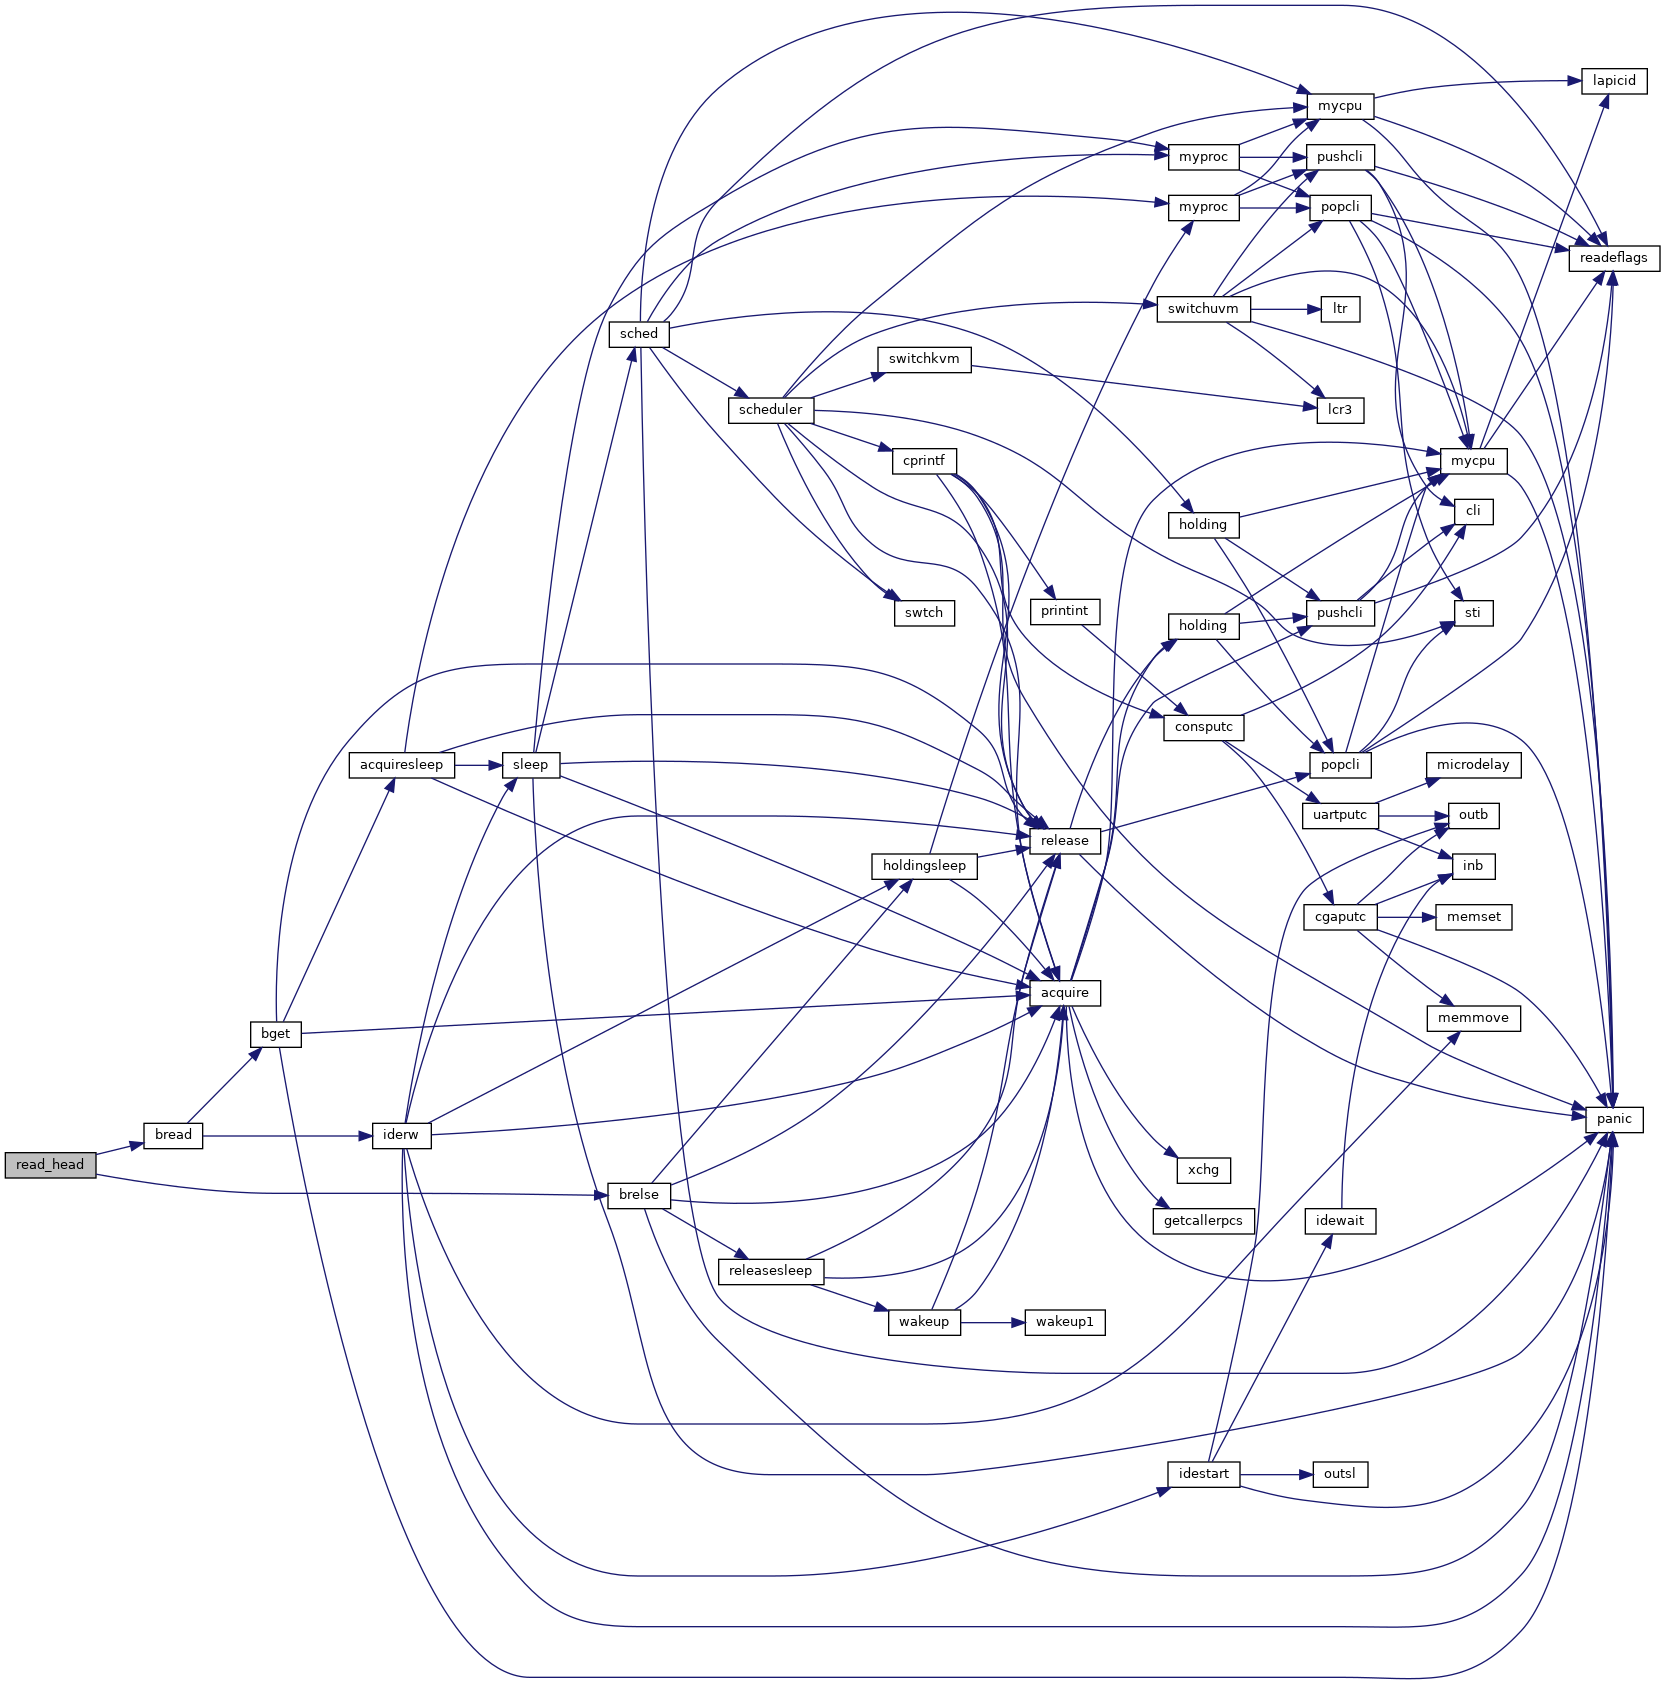 lapicid
mycpu
myproc
pushcli
myproc
popcli
readeflags
switchuvm
ltr
sched
switchkvm
scheduler
lcr3
cprintf
mycpu
cli
holding
printint
swtch
pushcli
sti
holding
consputc
acquiresleep
sleep
popcli
microdelay
uartputc
outb
release
holdingsleep
inb
cgaputc
memset
acquire
bget
memmove
panic
bread
iderw
read_head
xchg
brelse
getcallerpcs
idewait
releasesleep
wakeup
wakeup1
idestart
outsl